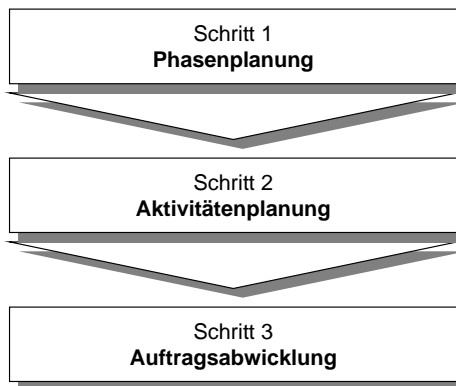 Schritt 1
Phasenplanung
Schritt 2
Aktivitätenplanung
Schritt 3
Auftragsabwicklung